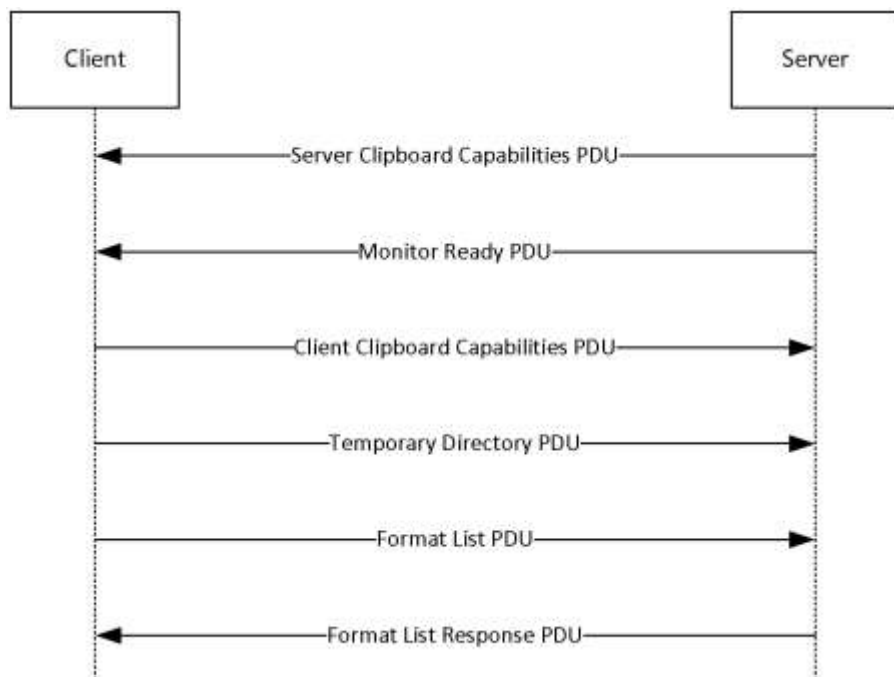 Client
Server
Server Clipboard Capabilities PDU
Monitor Ready PDU
Client Clipboard Capabilities PDU
Temporary Directory PDU
Format List PDU
Format List Response PDU